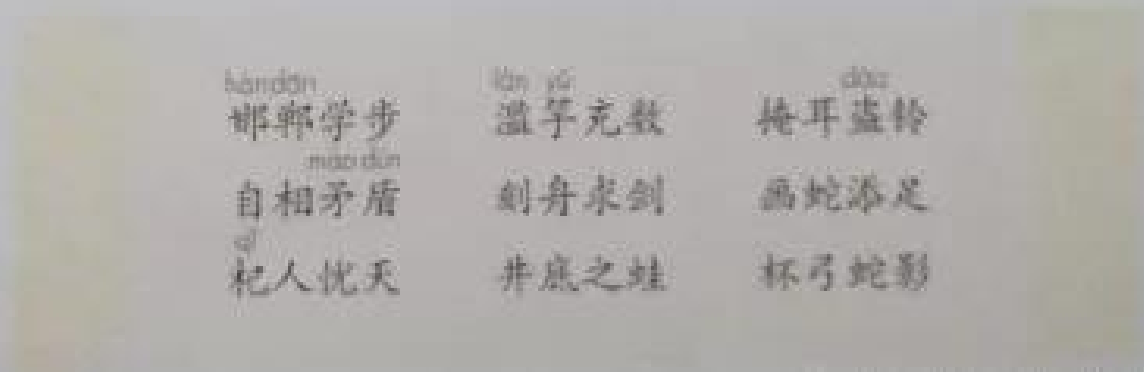 hán dān làn yú dào
邯郸学步 滥竽充数 掩耳盗铃
máo dùn
自相矛盾 刻舟求剑 画蛇添足
qǐ
杞人忧天 井底之蛙 杯弓蛇影